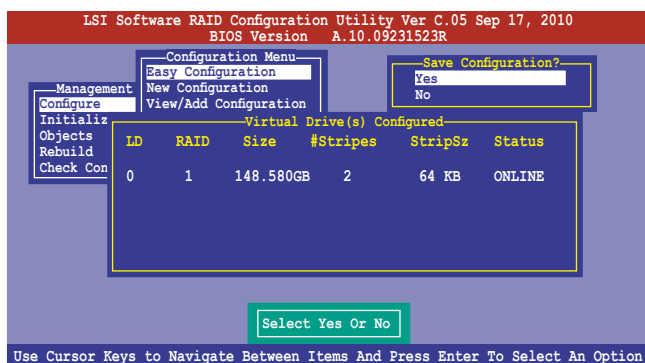 LSI Software RAID Configuration Utility Ver C.05 Sep 17, 2010
BIOS Version A.10.09231523R
Configuration Menu
Easy Configuration
New Configuration
View/Add Configuration
Save Configuration?
Yes
No
Management
Configure
Initializ
Objects
Rebuild
Check Con
Virtual Drive(s) Configured
LD RAID Size #Stripes StripSz Status
0 1 148.580GB 2 64 KB ONLINE
Select Yes Or No
Use Cursor Keys to Navigate Between Items And Press Enter To Select An Option